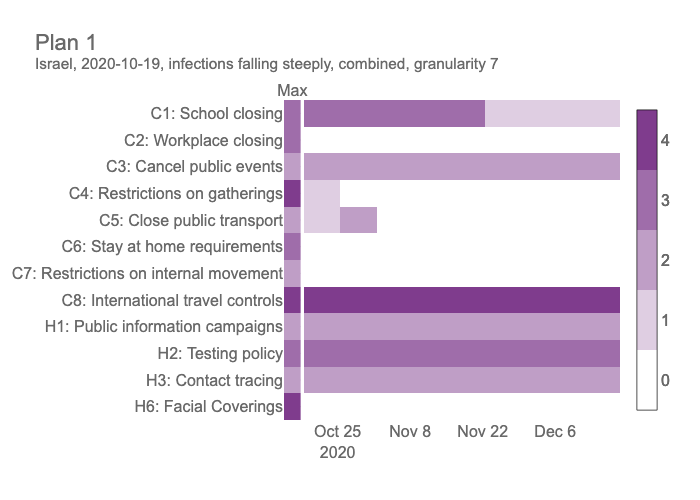 Plan 1
Israel, 2020-10-19, infections falling steeply, combined, granularity 7
Max
C1: School closing
C2: Workplace closing
C3: Cancel public events
C4: Restrictions on gatherings
C5: Close public transport
C6: Stay at home requirements
C7: Restrictions on internal movement
C8: International travel controls
H1: Public information campaigns
H2: Testing policy
H3: Contact tracing
H6: Facial Coverings
Oct 25 Nov 8 Nov 22 Dec 6
2020
4
3
2
1
0